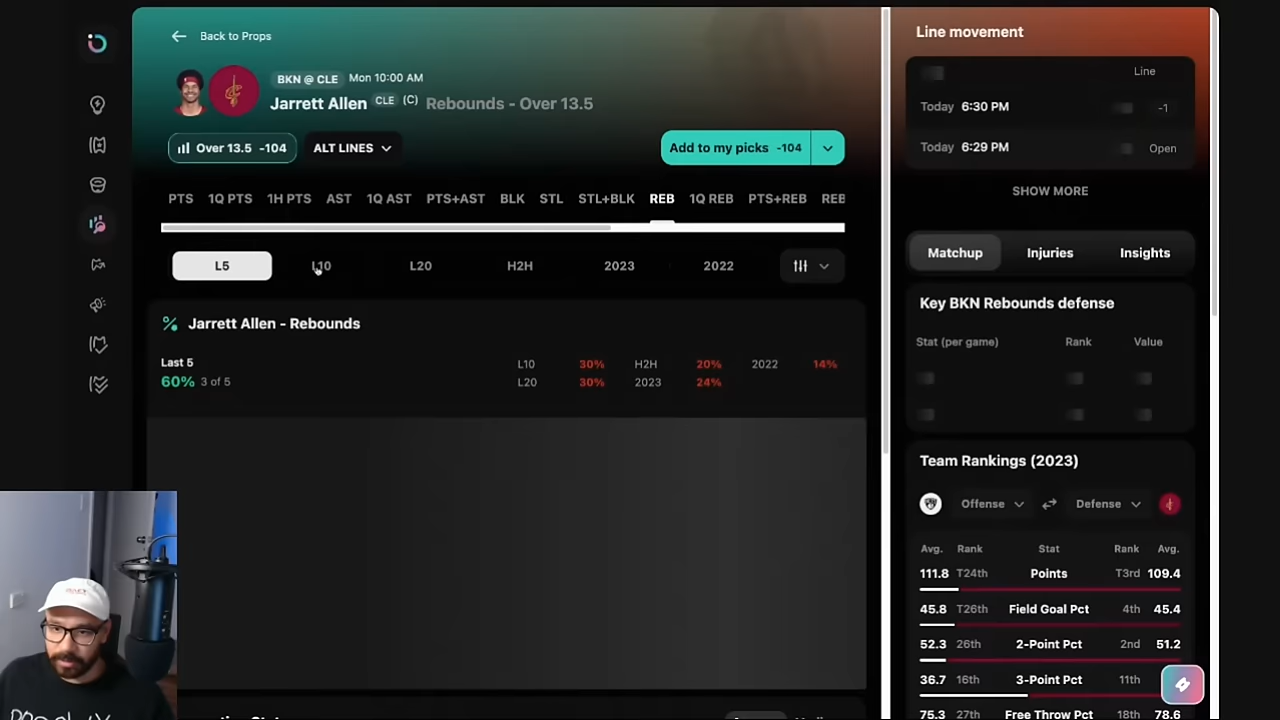 Back to Props
BKN @ CLE Mon 10:00 AM
Jarrett Allen CLE (C) Rebounds - Over 13.5
Over 13.5 -104 ALT LINES
Add to my picks -104
PTS 1Q PTS 1H PTS AST 1Q AST PTS+AST BLK STL STL+BLK REB 1Q REB PTS+REB REB
L5 L10 L20 H2H 2023 2022
Jarrett Allen - Rebounds
Last 5
60% 3 of 5
L10 30% H2H 20% 2022 14%
L20 30% 2023 24%
Line movement
Line
Today 6:30 PM -1
Today 6:29 PM Open
SHOW MORE
Matchup Injuries Insights
Key BKN Rebounds defense
Stat (per game) Rank Value
Team Rankings (2023)
Offense Defense
Avg. Rank Stat Rank Avg.
111.8 T24th Points T3rd 109.4
45.8 T26th Field Goal Pct 4th 45.4
52.3 26th 2-Point Pct 2nd 51.2
36.7 16th 3-Point Pct 11th
75.3 27th Free Throw Pct 18th 78.6